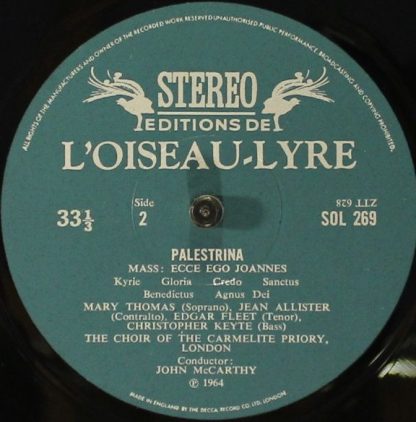 ALL RIGHTS OF THE MANUFACTURERS AND OWNER OF THE RECORDED WORK RESERVED·UNAUTHORISED PUBLIC PERFORMANCE, BROADCASTING AND COPYING PROHIBITED.
STEREO
EDITIONS DE
L'OISEAU-LYRE
33⅓
Side
2
ZTT 628
SOL 269
PALESTRINA
MASS: ECCE EGO JOANNES
Kyrie Gloria Credo Sanctus
Benedictus Agnus Dei
MARY THOMAS (Soprano), JEAN ALLISTER
(Contralto), EDGAR FLEET (Tenor),
CHRISTOPHER KEYTE (Bass)
THE CHOIR OF THE CARMELITE PRIORY,
LONDON
Conductor:
JOHN McCARTHY
℗ 1964
MADE IN ENGLAND BY THE DECCA RECORD CO. LTD. LONDON